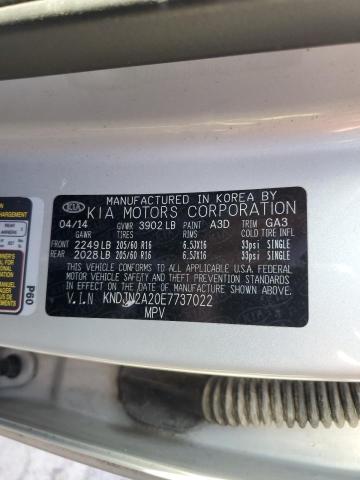 KIA
MANUFACTURED IN KOREA BY
KIA MOTORS CORPORATION
04/14 GVWR 3902 LB PAINT A3D TRIM GA3
GAWR TIRES RIMS COLD TIRE INFL
FRONT 2249 LB 205/60 R16 6.5JX16 33psi SINGLE
REAR 2028 LB 205/60 R16 6.5JX16 33psi SINGLE
THIS VEHICLE CONFORMS TO ALL APPLICABLE U.S.A. FEDERAL
MOTOR VEHICLE SAFETY AND THEFT PREVENTION STANDARDS
IN EFFECT ON THE DATE OF MANUFACTURE SHOWN ABOVE.
V.I.N KNDJN2A20E7737022
MPV
P60